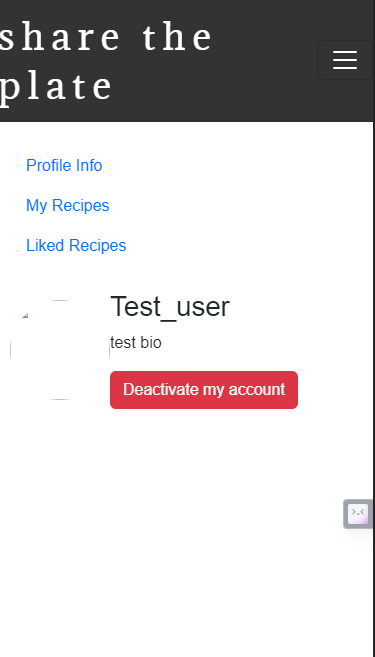 share the
plate
Profile Info
My Recipes
Liked Recipes
Test_user
test bio
Deactivate my account